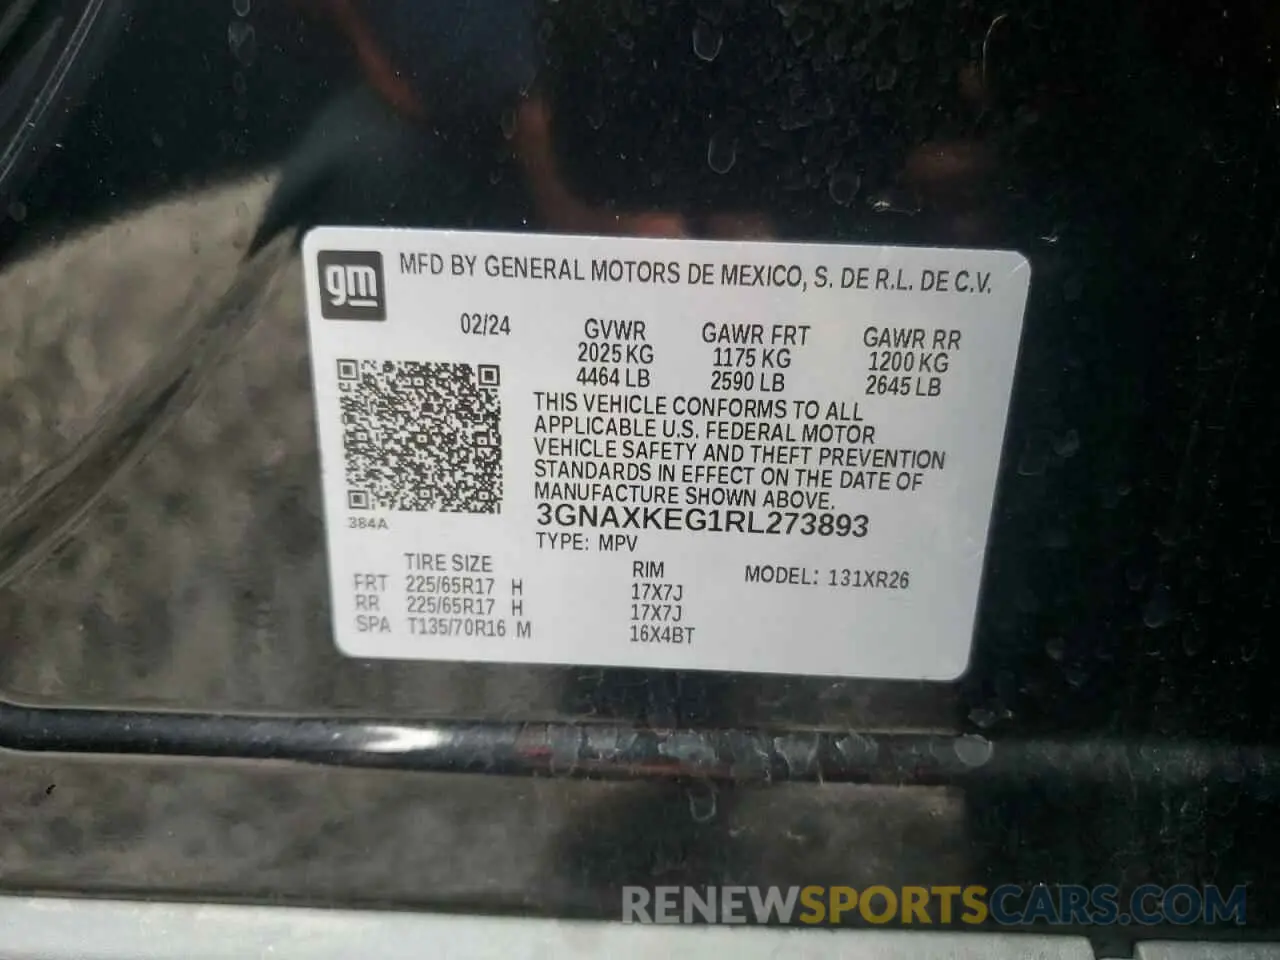 gm
MFD BY GENERAL MOTORS DE MEXICO, S. DE R.L. DE C.V.
02/24 GVWR GAWR FRT GAWR RR
2025 KG 1175 KG 1200 KG
4464 LB 2590 LB 2645 LB
THIS VEHICLE CONFORMS TO ALL
APPLICABLE U.S. FEDERAL MOTOR
VEHICLE SAFETY AND THEFT PREVENTION
STANDARDS IN EFFECT ON THE DATE OF
MANUFACTURE SHOWN ABOVE.
3GNAXKEG1RL273893
384A
TYPE: MPV
TIRE SIZE RIM MODEL: 131XR26
FRT 225/65R17 H 17X7J
RR 225/65R17 H 17X7J
SPA T135/70R16 M 16X4BT
RENEWSPORTSCARS.COM